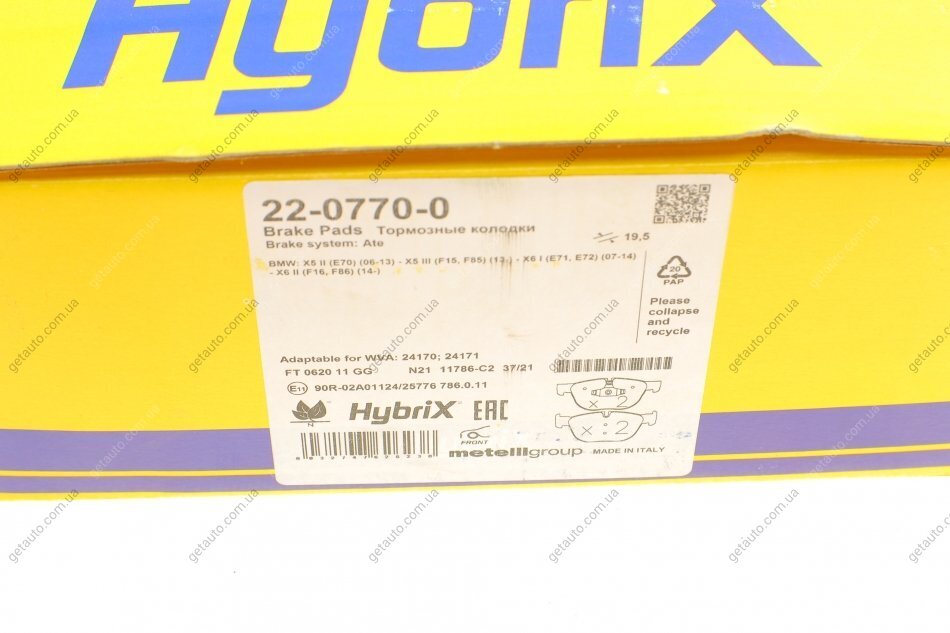 HybriX
22-0770-0
Brake Pads Тормозные колодки
Brake system: Ate
19,5
BMW: X5 II (E70) (06-13) - X5 III (F15, F85) (13-) - X6 I (E71, E72) (07-14)
- X6 II (F16, F86) (14-)
20
PAP
Please
collapse
and
recycle
Adaptable for WVA: 24170; 24171
FT 0620 11 GG N21 11786-C2 37/21
E11 90R-02A01124/25776 786.0.11
N
HybriX EAC
x 2
x 2
FRONT
metelligroup MADE IN ITALY
getauto.com.ua